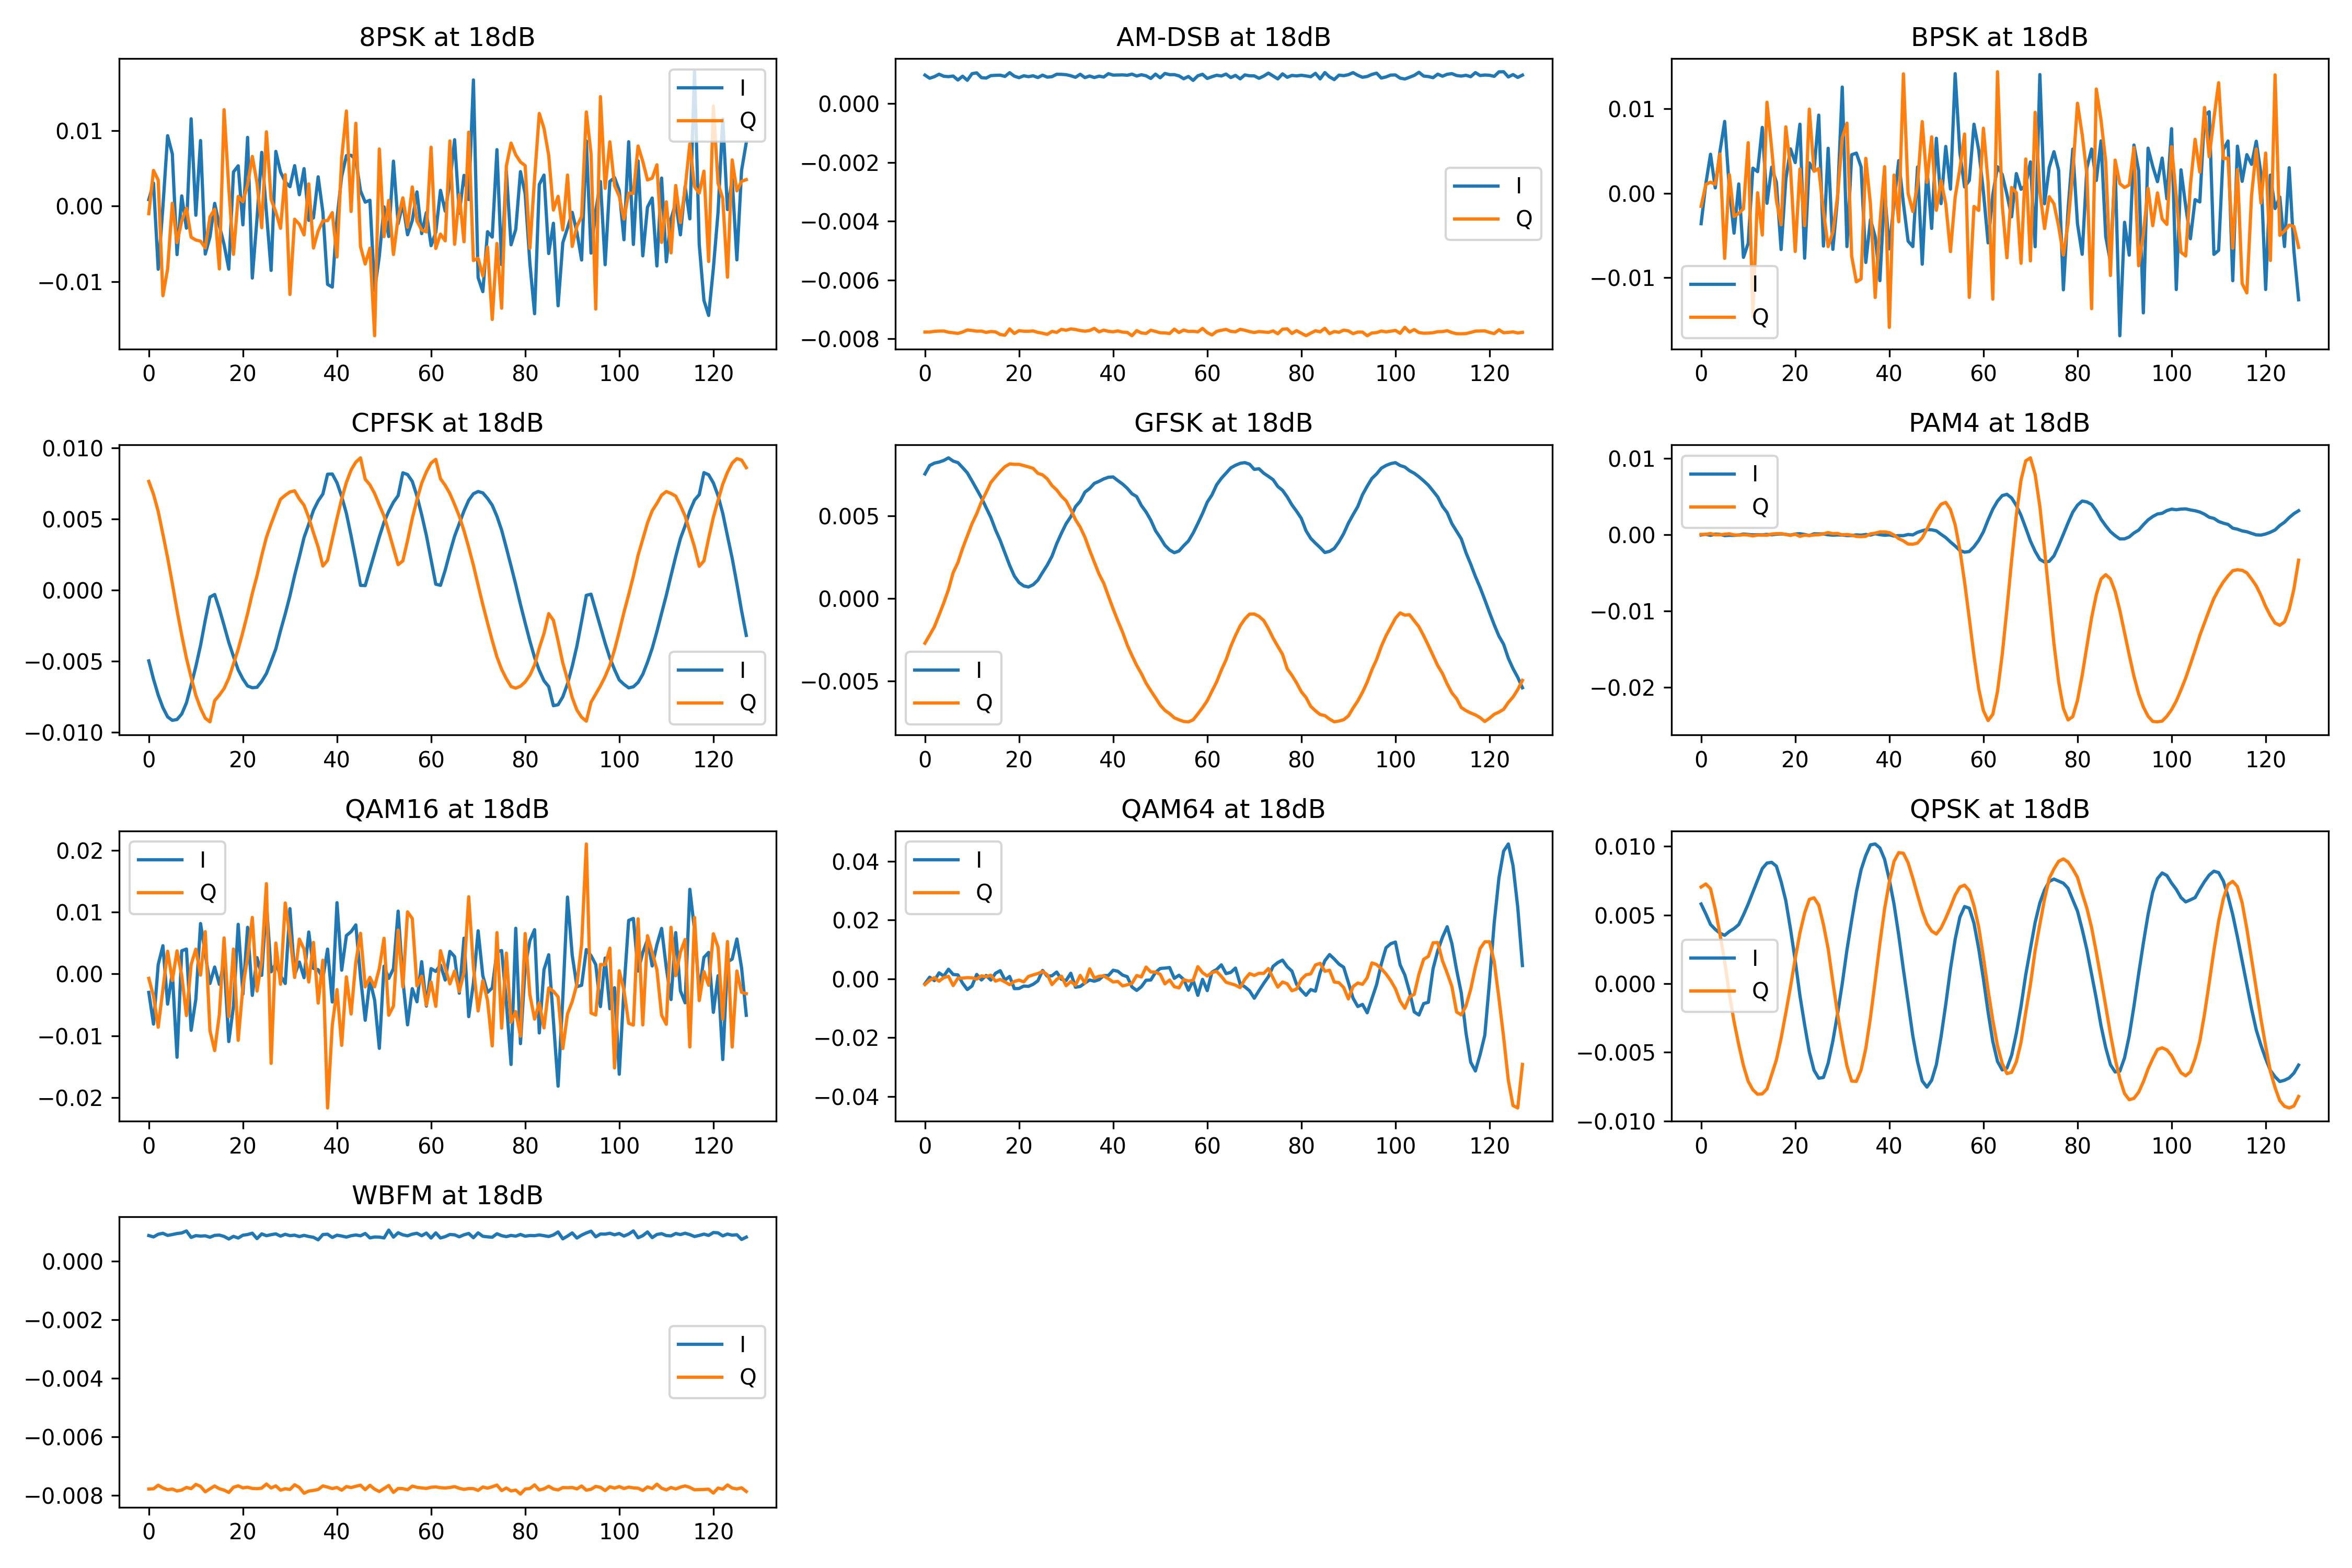 8PSK at 18dB
0.01
0.00
−0.01
I
Q
0 20 40 60 80 100 120
AM-DSB at 18dB
0.000
−0.002
−0.004
−0.006
−0.008
I
Q
0 20 40 60 80 100 120
BPSK at 18dB
0.01
0.00
−0.01
I
Q
0 20 40 60 80 100 120
CPFSK at 18dB
0.010
0.005
0.000
−0.005
−0.010
I
Q
0 20 40 60 80 100 120
GFSK at 18dB
0.005
0.000
−0.005
I
Q
0 20 40 60 80 100 120
PAM4 at 18dB
0.01
0.00
−0.01
−0.02
I
Q
0 20 40 60 80 100 120
QAM16 at 18dB
0.02
0.01
0.00
−0.01
−0.02
I
Q
0 20 40 60 80 100 120
QAM64 at 18dB
0.04
0.02
0.00
−0.02
−0.04
I
Q
0 20 40 60 80 100 120
QPSK at 18dB
0.010
0.005
0.000
−0.005
−0.010
I
Q
0 20 40 60 80 100 120
WBFM at 18dB
0.000
−0.002
−0.004
−0.006
−0.008
I
Q
0 20 40 60 80 100 120